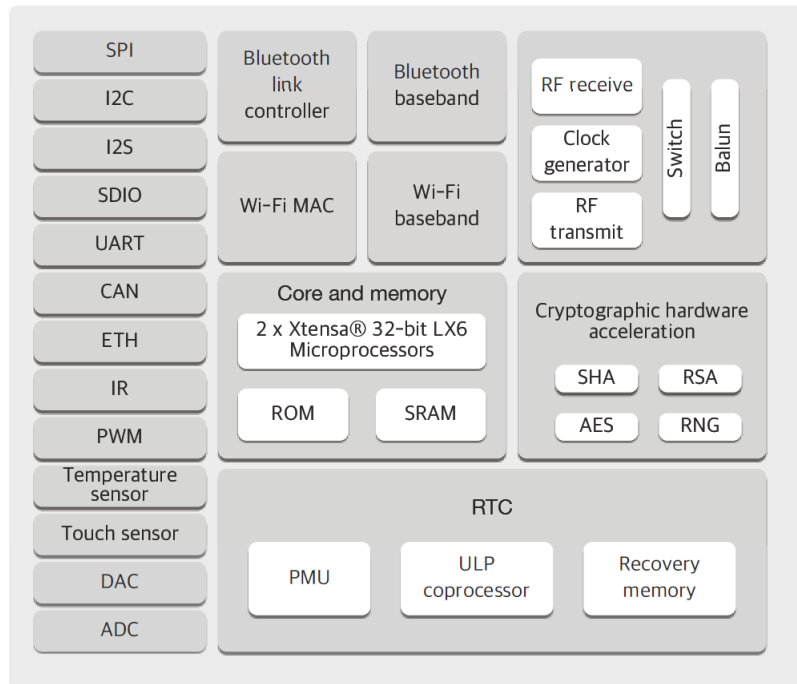 SPI
I2C
I2S
SDIO
UART
CAN
ETH
IR
PWM
Temperature
sensor
Touch sensor
DAC
ADC
Bluetooth
link
controller
Bluetooth
baseband
Wi-Fi MAC
Wi-Fi
baseband
RF receive
Clock
generator
RF
transmit
Switch
Balun
Core and memory
2 x Xtensa® 32-bit LX6
Microprocessors
ROM
SRAM
Cryptographic hardware
acceleration
SHA
RSA
AES
RNG
RTC
PMU
ULP
coprocessor
Recovery
memory